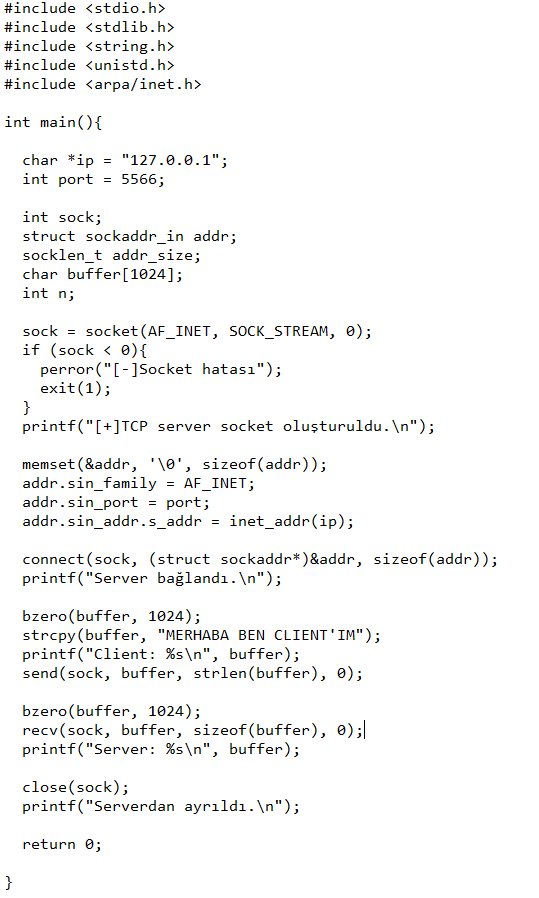 #include <stdio.h>
#include <stdlib.h>
#include <string.h>
#include <unistd.h>
#include <arpa/inet.h>

int main(){

  char *ip = "127.0.0.1";
  int port = 5566;

  int sock;
  struct sockaddr_in addr;
  socklen_t addr_size;
  char buffer[1024];
  int n;

  sock = socket(AF_INET, SOCK_STREAM, 0);
  if (sock < 0){
    perror("[-]Socket hatası");
    exit(1);
  }
  printf("[+]TCP server socket oluşturuldu.\n");

  memset(&addr, '\0', sizeof(addr));
  addr.sin_family = AF_INET;
  addr.sin_port = port;
  addr.sin_addr.s_addr = inet_addr(ip);

  connect(sock, (struct sockaddr*)&addr, sizeof(addr));
  printf("Server bağlandı.\n");

  bzero(buffer, 1024);
  strcpy(buffer, "MERHABA BEN CLIENT'IM");
  printf("Client: %s\n", buffer);
  send(sock, buffer, strlen(buffer), 0);

  bzero(buffer, 1024);
  recv(sock, buffer, sizeof(buffer), 0);
  printf("Server: %s\n", buffer);

  close(sock);
  printf("Serverdan ayrıldı.\n");

  return 0;

}